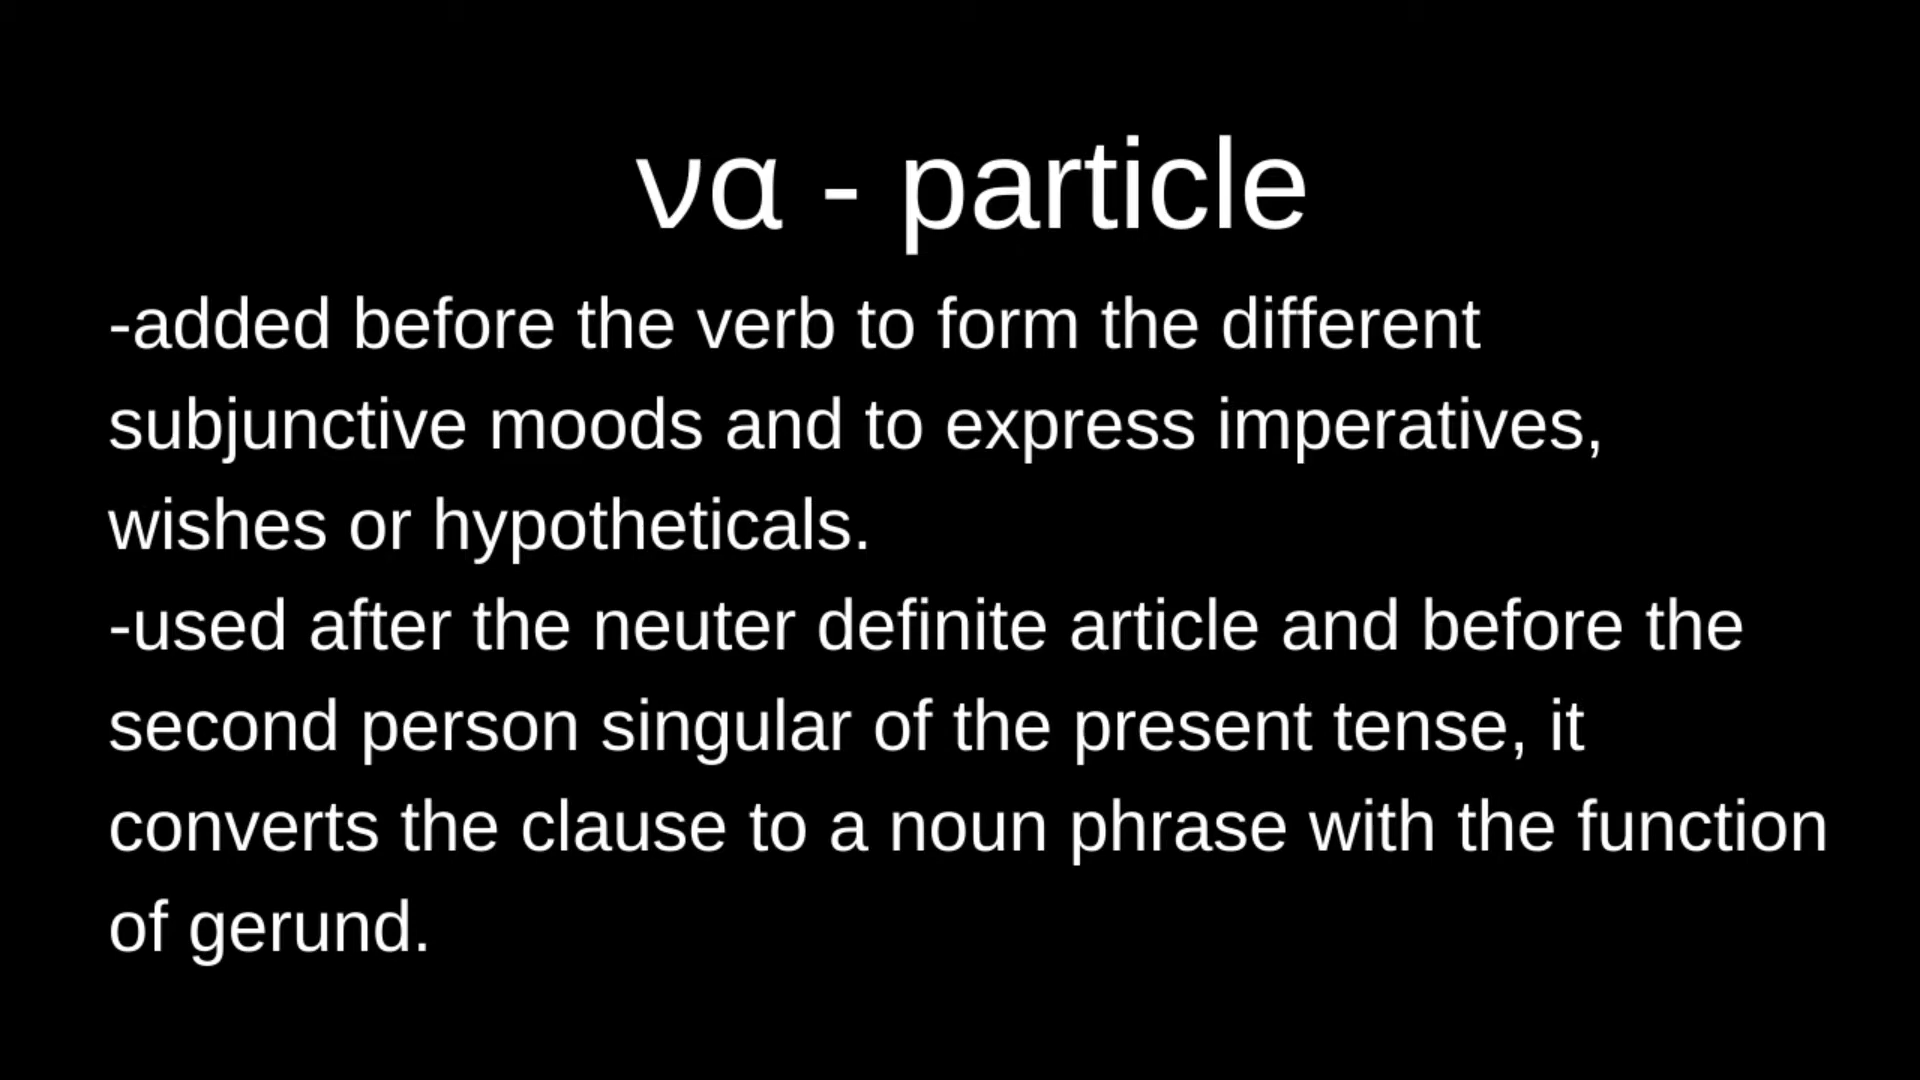 να - particle
-added before the verb to form the different
subjunctive moods and to express imperatives,
wishes or hypotheticals.
-used after the neuter definite article and before the
second person singular of the present tense, it
converts the clause to a noun phrase with the function
of gerund.